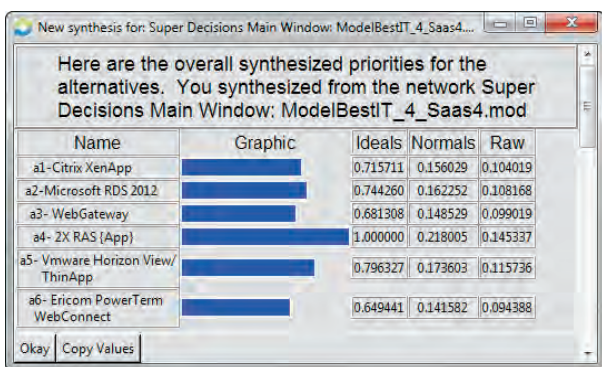 New synthesis for: Super Decisions Main Window: ModelBestIT_4_Saas4....
Here are the overall synthesized priorities for the
alternatives. You synthesized from the network Super
Decisions Main Window: ModelBestIT_4_Saas4.mod
Name Graphic Ideals Normals Raw
a1-Citrix XenApp 0.715711 0.156029 0.104019
a2-Microsoft RDS 2012 0.744260 0.162252 0.108168
a3- WebGateway 0.681308 0.148529 0.099019
a4- 2X RAS {App} 1.000000 0.218005 0.145337
a5- Vmware Horizon View/
ThinApp 0.796327 0.173603 0.115736
a6- Ericom PowerTerm
WebConnect 0.649441 0.141582 0.094388
Okay Copy Values